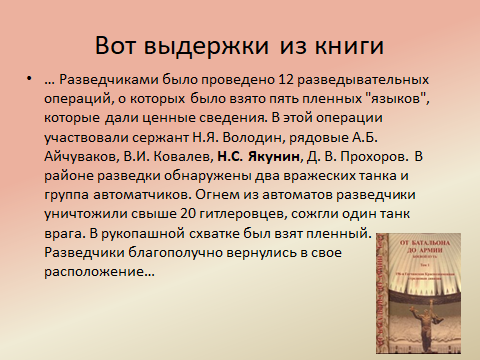 Вот выдержки из книги
• ... Разведчиками было проведено 12 разведывательных
операций, о которых было взято пять пленных "языков",
которые дали ценные сведения. В этой операции
участвовали сержант Н.Я. Володин, рядовые А.Б.
Айчуваков, В.И. Ковалев, Н.С. Якунин, Д. В. Прохоров. В
районе разведки обнаружены два вражеских танка и
группа автоматчиков. Огнем из автоматов разведчики
уничтожили свыше 20 гитлеровцев, сожгли один танк
врага. В рукопашной схватке был взят пленный.
Разведчики благополучно вернулись в свое
расположение...
ОТ БАТАЛЬОНА
ДО АРМИИ